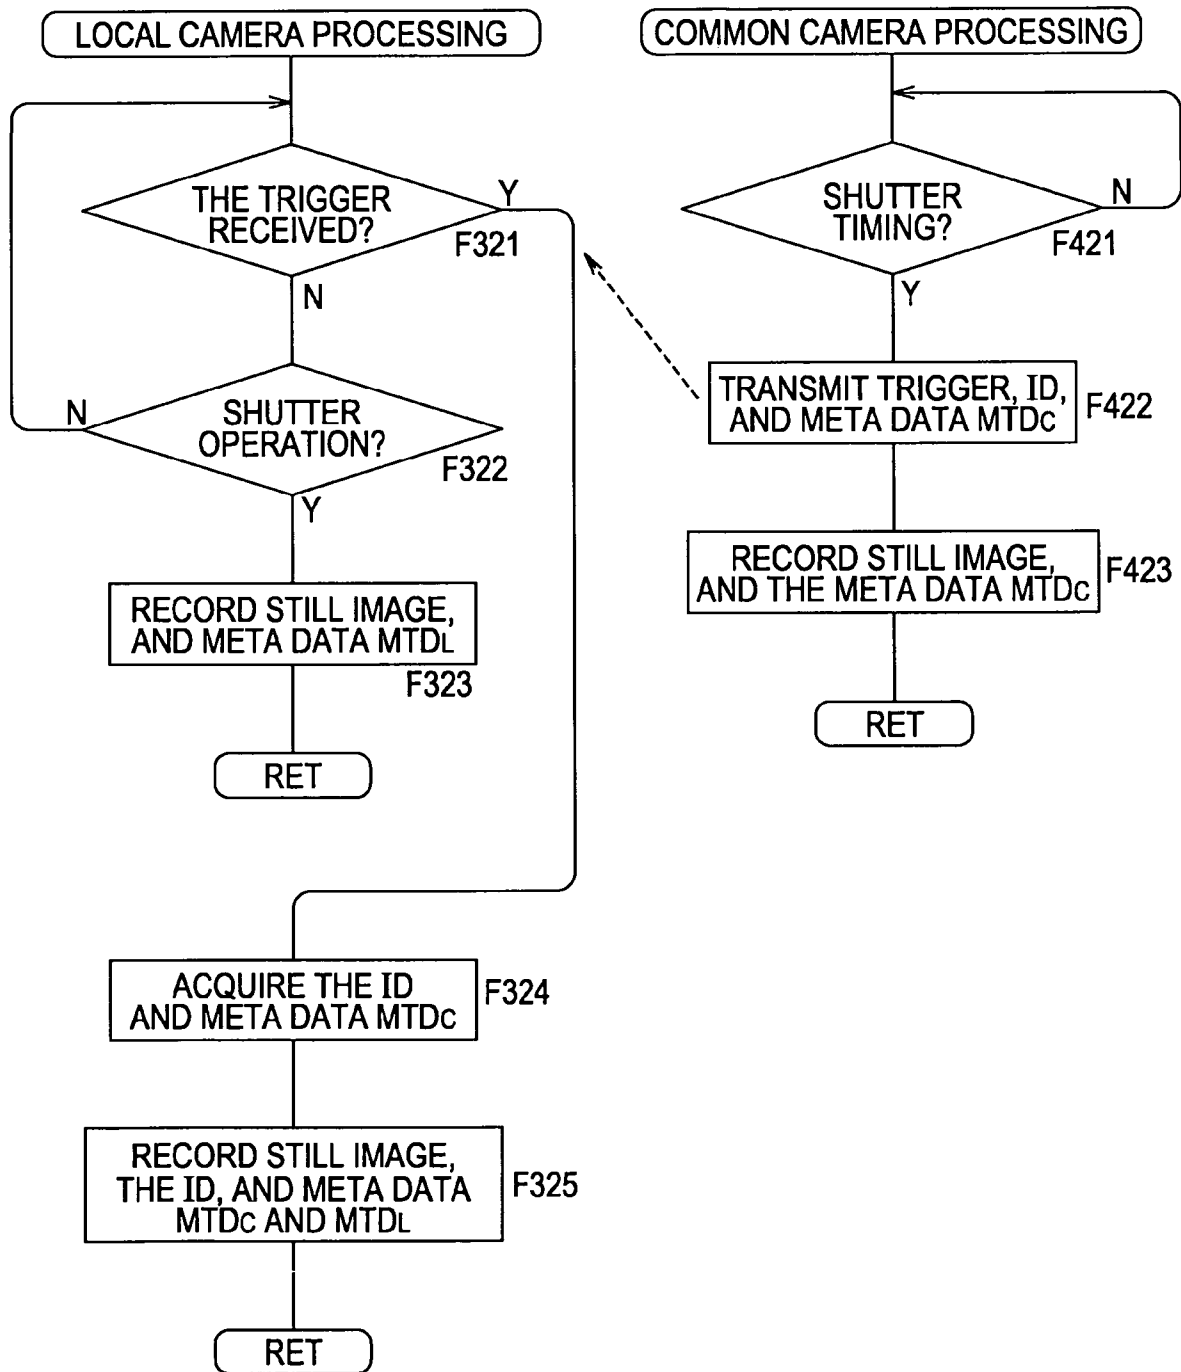 LOCAL CAMERA PROCESSING
THE TRIGGER
RECEIVED?
Y
F321
N
SHUTTER
OPERATION?
N
F322
Y
RECORD STILL IMAGE,
AND META DATA MTDL
F323
RET
ACQUIRE THE ID
AND META DATA MTDC
F324
RECORD STILL IMAGE,
THE ID, AND META DATA
MTDC AND MTDL
F325
RET
COMMON CAMERA PROCESSING
SHUTTER
TIMING?
N
F421
Y
TRANSMIT TRIGGER, ID,
AND META DATA MTDC
F422
RECORD STILL IMAGE,
AND THE META DATA MTDC
F423
RET